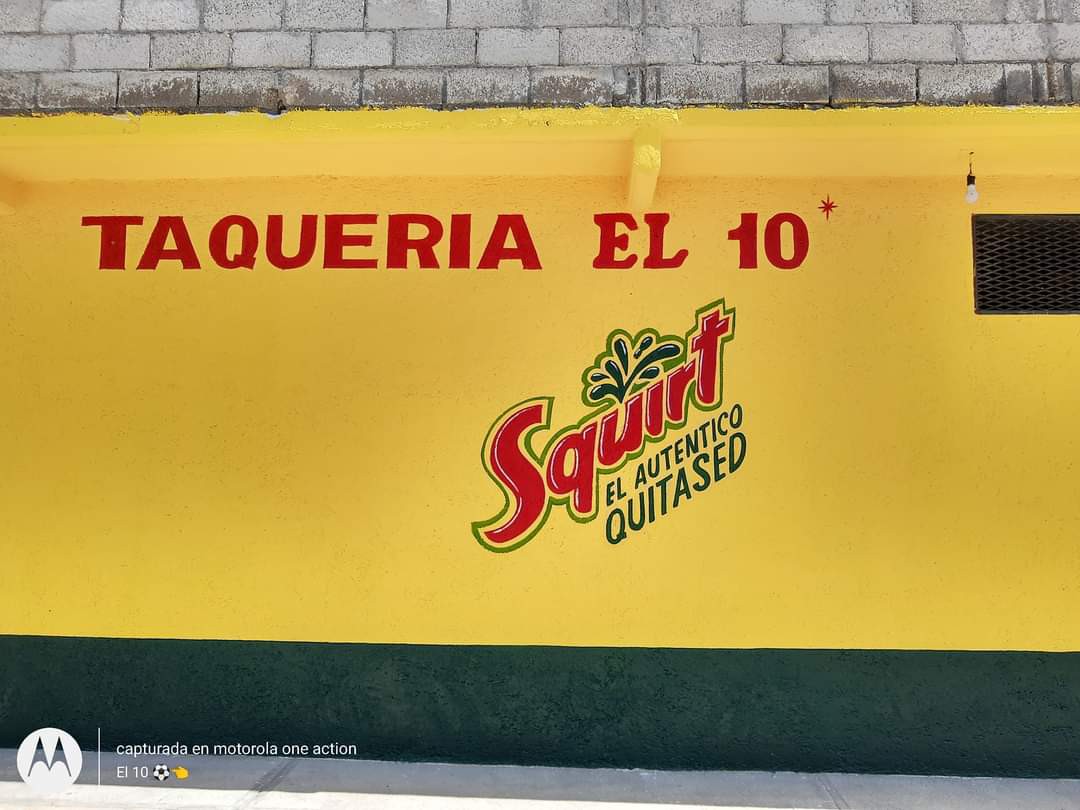 TAQUERIA EL 10
Squirt
EL AUTENTICO
QUITASED
capturada en motorola one action
El 10 ⚽👈